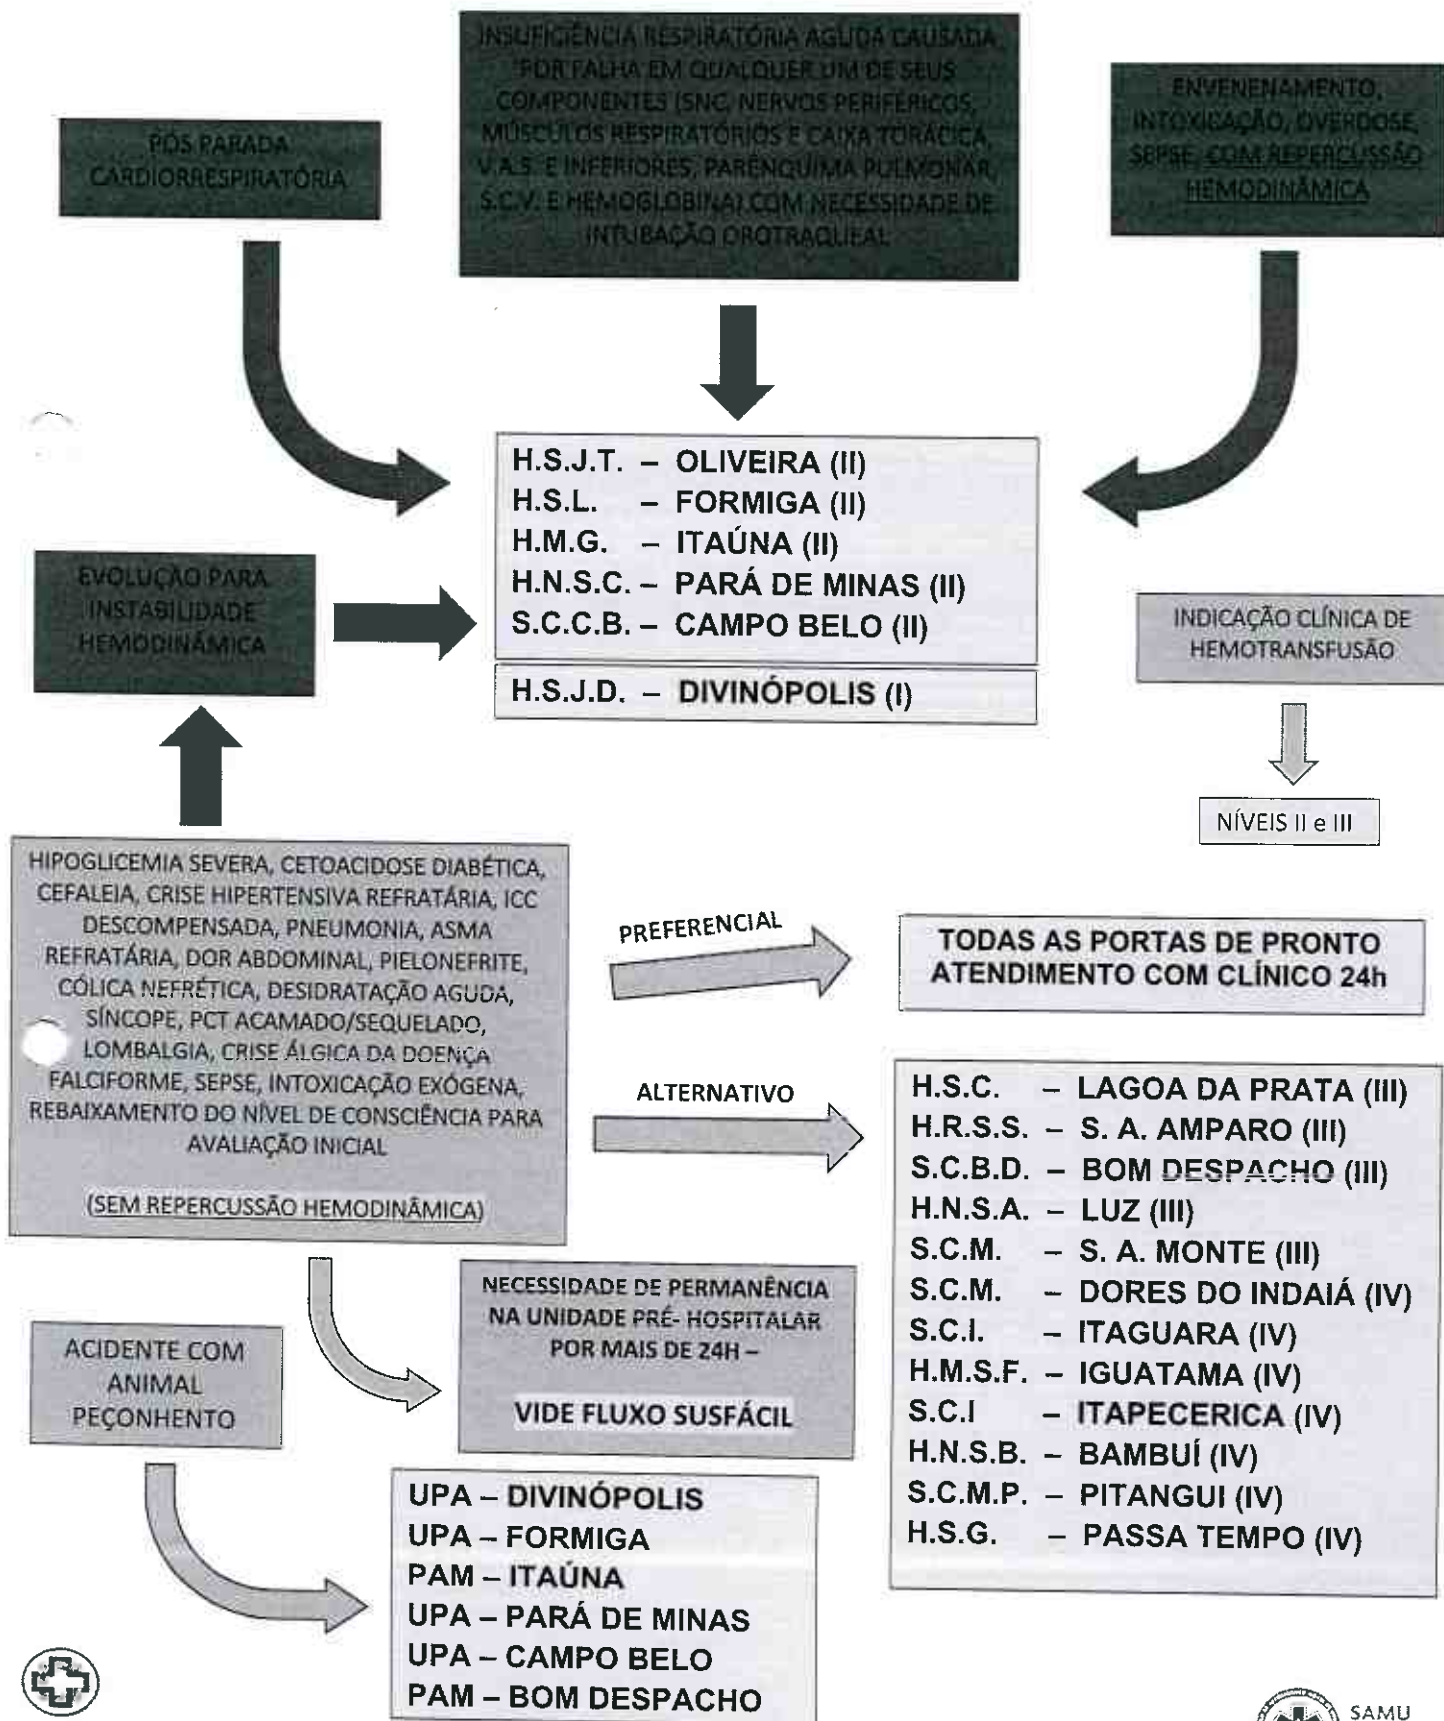 PÓS PARADA
CARDIORRESPIRATÓRIA
INSUFICIÊNCIA RESPIRATÓRIA AGUDA CAUSADA
POR FALHA EM QUALQUER UM DE SEUS
COMPONENTES (SNC, NERVOS PERIFÉRICOS,
MÚSCULOS RESPIRATÓRIOS E CAIXA TORÁCICA,
V.A.S. E INFERIORES, PARÊNQUIMA PULMONAR,
S.C.V. E HEMOGLOBINA) COM NECESSIDADE DE
INTUBAÇÃO OROTRAQUEAL
ENVENENAMENTO,
INTOXICAÇÃO, OVERDOSE,
SEPSE, COM REPERCUSSÃO
HEMODINÂMICA
H.S.J.T. – OLIVEIRA (II)
H.S.L. – FORMIGA (II)
H.M.G. – ITAÚNA (II)
H.N.S.C. – PARÁ DE MINAS (II)
S.C.C.B. – CAMPO BELO (II)
H.S.J.D. – DIVINÓPOLIS (I)
EVOLUÇÃO PARA
INSTABILIDADE
HEMODINÂMICA
INDICAÇÃO CLÍNICA DE
HEMOTRANSFUSÃO
NÍVEIS II e III
HIPOGLICEMIA SEVERA, CETOACIDOSE DIABÉTICA,
CEFALEIA, CRISE HIPERTENSIVA REFRATÁRIA, ICC
DESCOMPENSADA, PNEUMONIA, ASMA
REFRATÁRIA, DOR ABDOMINAL, PIELONEFRITE,
CÓLICA NEFRÉTICA, DESIDRATAÇÃO AGUDA,
SÍNCOPE, PCT ACAMADO/SEQUELADO,
LOMBALGIA, CRISE ÁLGICA DA DOENÇA
FALCIFORME, SEPSE, INTOXICAÇÃO EXÓGENA,
REBAIXAMENTO DO NÍVEL DE CONSCIÊNCIA PARA
AVALIAÇÃO INICIAL
(SEM REPERCUSSÃO HEMODINÂMICA)
PREFERENCIAL
TODAS AS PORTAS DE PRONTO
ATENDIMENTO COM CLÍNICO 24h
ALTERNATIVO
H.S.C. – LAGOA DA PRATA (III)
H.R.S.S. – S. A. AMPARO (III)
S.C.B.D. – BOM DESPACHO (III)
H.N.S.A. – LUZ (III)
S.C.M. – S. A. MONTE (III)
S.C.M. – DORES DO INDAIÁ (IV)
S.C.I. – ITAGUARA (IV)
H.M.S.F. – IGUATAMA (IV)
S.C.I – ITAPECERICA (IV)
H.N.S.B. – BAMBUÍ (IV)
S.C.M.P. – PITANGUI (IV)
H.S.G. – PASSA TEMPO (IV)
NECESSIDADE DE PERMANÊNCIA
NA UNIDADE PRÉ- HOSPITALAR
POR MAIS DE 24H –
VIDE FLUXO SUSFÁCIL
ACIDENTE COM
ANIMAL
PEÇONHENTO
UPA – DIVINÓPOLIS
UPA – FORMIGA
PAM – ITAÚNA
UPA – PARÁ DE MINAS
UPA – CAMPO BELO
PAM – BOM DESPACHO
SAMU